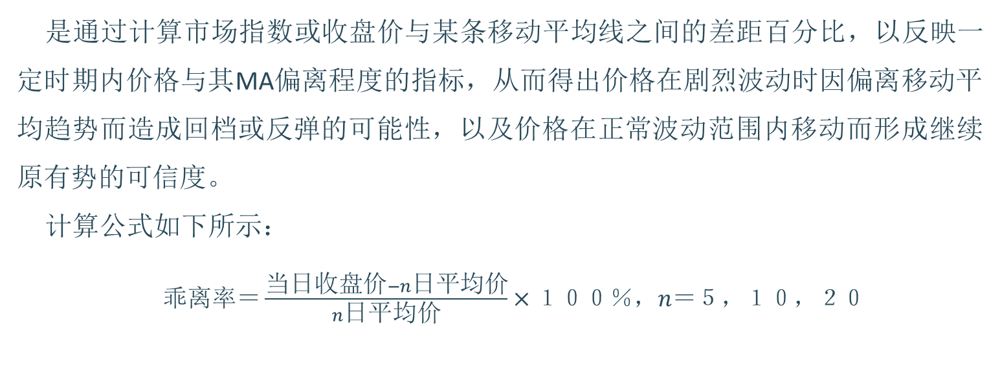 是通过计算市场指数或收盘价与某条移动平均线之间的差距百分比，以反映一
定时期内价格与其MA偏离程度的指标，从而得出价格在剧烈波动时因偏离移动平
均趋势而造成回档或反弹的可能性，以及价格在正常波动范围内移动而形成继续
原有势的可信度。
计算公式如下所示：
乖离率＝\frac{当日收盘价−n日平均价}{n日平均价}×１００％，n＝５，１０，２０